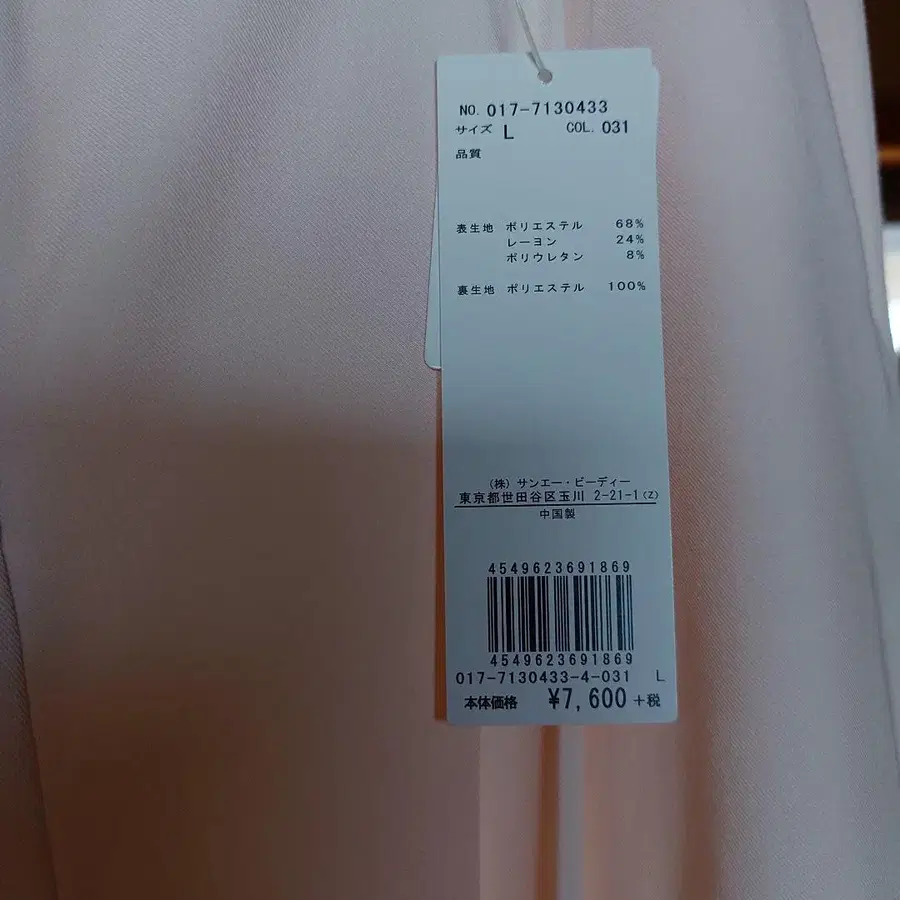 NO. 017-7130433
サイズ L COL. 031
品質
表生地 ポリエステル 68%
レーヨン 24%
ポリウレタン 8%
裏生地 ポリエステル 100%
(株) サンエー・ビーディー
東京都世田谷区玉川 2-21-1(Z)
中国製
4549623691869
4549623691869
017-7130433-4-031 L
本体価格 ¥7,600+税